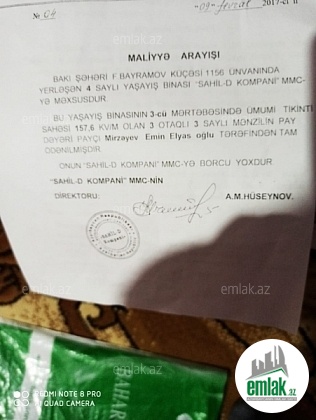 № 04
"09" fevral 2017-ci il
MALİYYƏ ARAYIŞI
BAKI ŞƏHƏRİ F.BAYRAMOV KÜÇƏSİ 1156 ÜNVANINDA
YERLƏŞƏN 4 SAYLI YAŞAYIŞ BİNASI "SAHİL-D KOMPANİ" MMC-
YƏ MƏXSUSDUR.
BU YAŞAYIŞ BİNASININ 3-cü MƏRTƏBƏSİNDƏ ÜMUMİ TİKİNTİ
SAHƏSİ 157,6 KV/M OLAN 3 OTAQLI 3 SAYLI MƏNZİLİN PAY
DƏYƏRİ PAYÇI Mirzəyev Emin Elyas oğlu TƏRƏFİNDƏN TAM
ÖDƏNİLMİŞDİR.
ONUN "SAHİL-D KOMPANİ" MMC-YƏ BORCU YOXDUR.
"SAHİL-D KOMPANİ" MMC-NİN
DİREKTORU.
A.M.HÜSEYNOV.
SAHİL-D
emlak.az
emlak.az
emlak.az
emlak.az
REDMI NOTE 8 PRO
AI QUAD CAMERA
AHAR
emlak.az